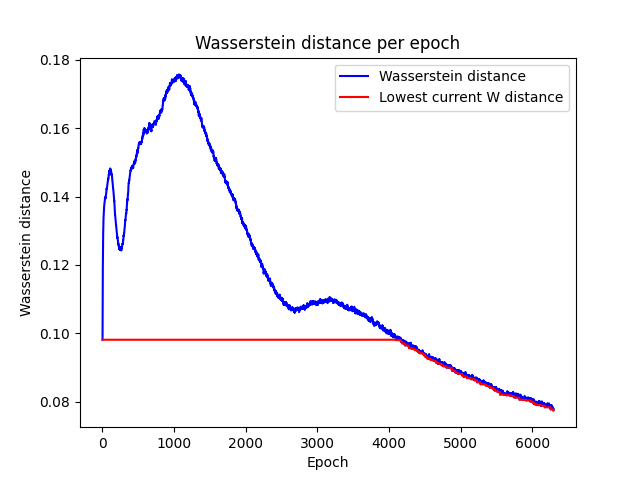 Wasserstein distance per epoch
Wasserstein distance
Lowest current W distance
Wasserstein distance
0.18
0.16
0.14
0.12
0.10
0.08
0 1000 2000 3000 4000 5000 6000
Epoch